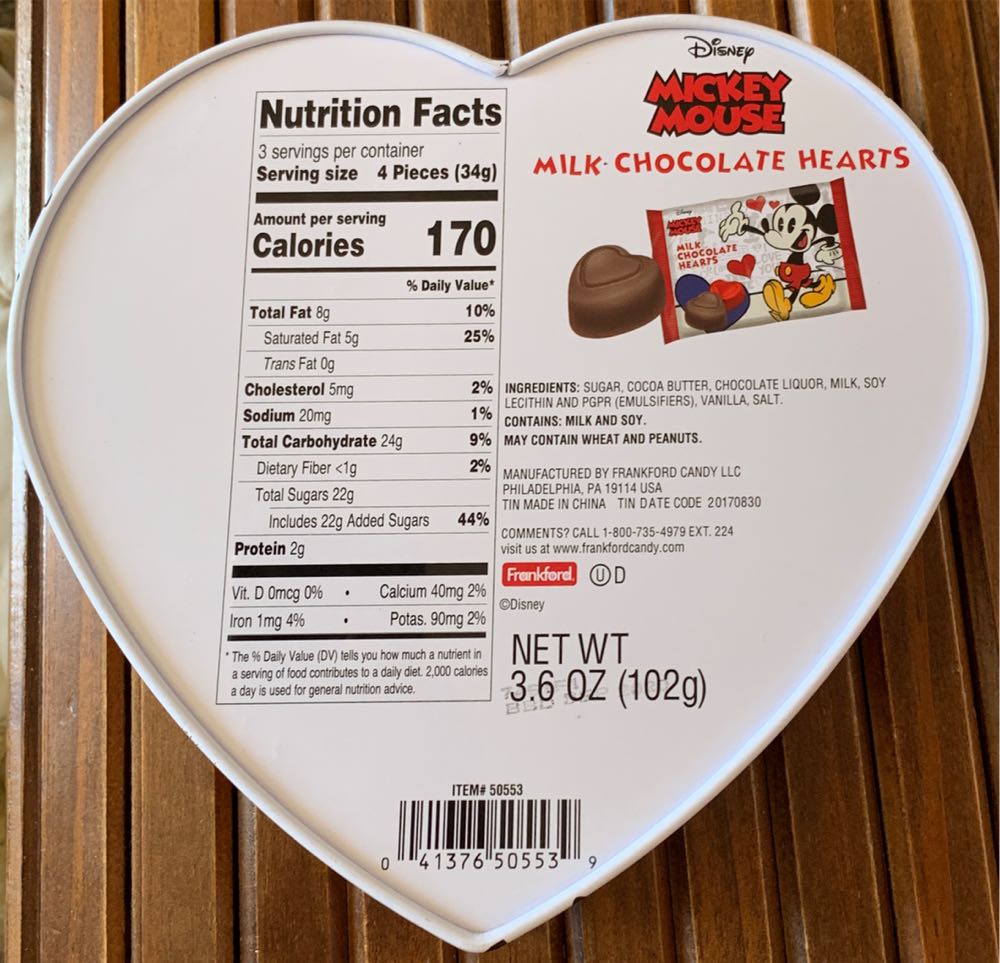 Nutrition Facts
3 servings per container
Serving size 4 Pieces (34g)
Amount per serving
Calories 170
% Daily Value*
Total Fat 8g 10%
Saturated Fat 5g 25%
Trans Fat 0g
Cholesterol 5mg 2%
Sodium 20mg 1%
Total Carbohydrate 24g 9%
Dietary Fiber <1g 2%
Total Sugars 22g
Includes 22g Added Sugars 44%
Protein 2g
Vit. D 0mcg 0% • Calcium 40mg 2%
Iron 1mg 4% • Potas. 90mg 2%
* The % Daily Value (DV) tells you how much a nutrient in
a serving of food contributes to a daily diet. 2,000 calories
a day is used for general nutrition advice.
Disney
MICKEY
MOUSE
MILK CHOCOLATE HEARTS
Disney
MICKEY
MOUSE
MILK
CHOCOLATE
HEARTS
LOVE
YOU
INGREDIENTS: SUGAR, COCOA BUTTER, CHOCOLATE LIQUOR, MILK, SOY
LECITHIN AND PGPR (EMULSIFIERS), VANILLA, SALT.
CONTAINS: MILK AND SOY.
MAY CONTAIN WHEAT AND PEANUTS.
MANUFACTURED BY FRANKFORD CANDY LLC
PHILADELPHIA, PA 19114 USA
TIN MADE IN CHINA TIN DATE CODE 20170830
COMMENTS? CALL 1-800-735-4979 EXT. 224
visit us at www.frankfordcandy.com
Frankford. Ⓤ D
©Disney
NET WT
3.6 OZ (102g)
ITEM# 50553
0 41376 50553 9